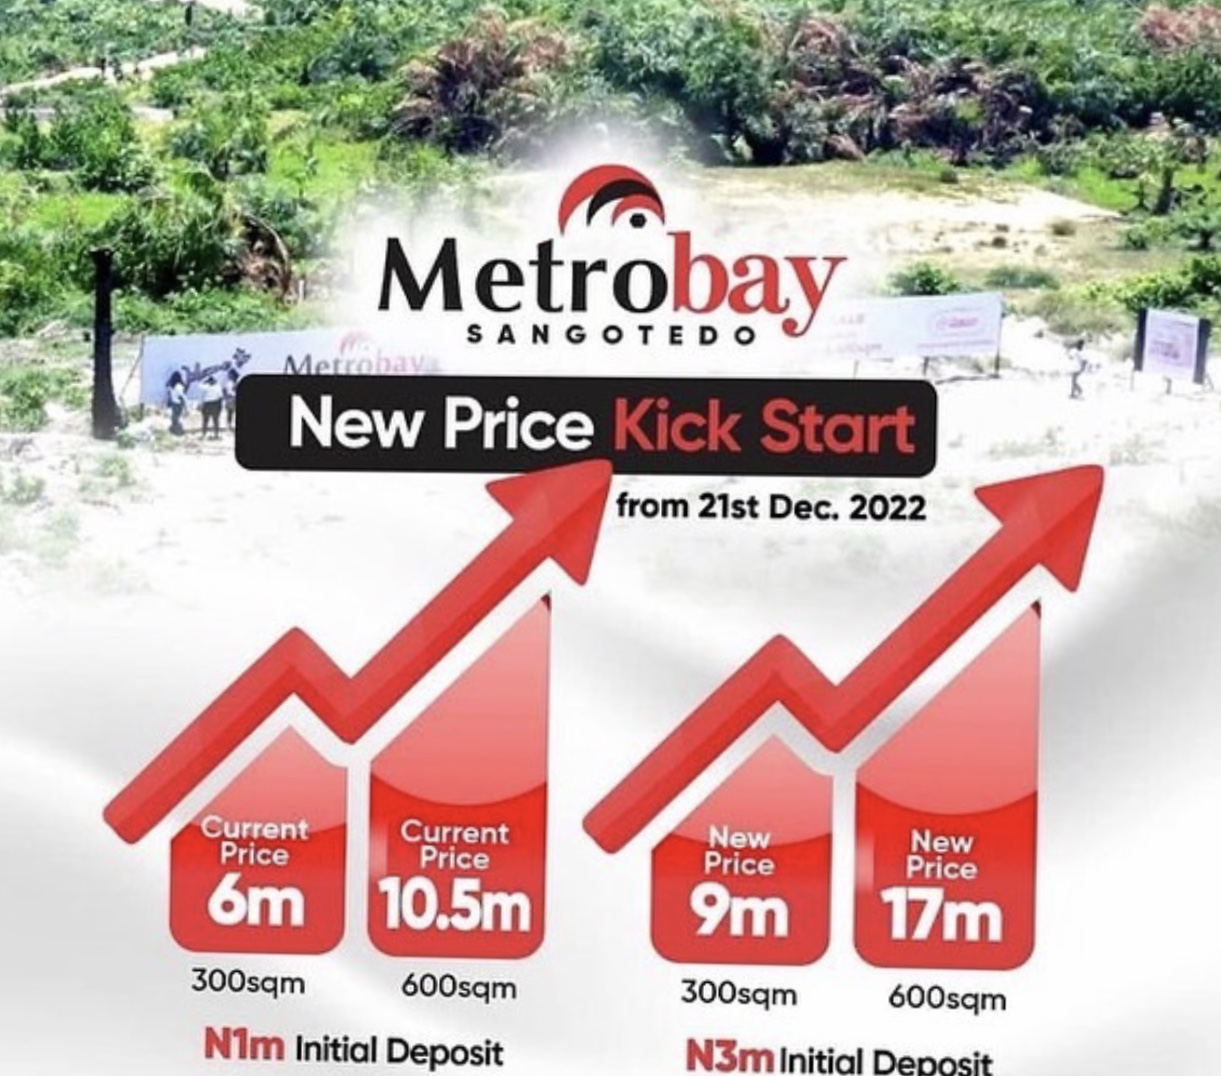 Metrobay
SANGOTEDO
Metrobay
New Price Kick Start
from 21st Dec. 2022
Current
Price
6m
300sqm
Current
Price
10.5m
600sqm
N1m Initial Deposit
New
Price
9m
300sqm
New
Price
17m
600sqm
N3m Initial Deposit